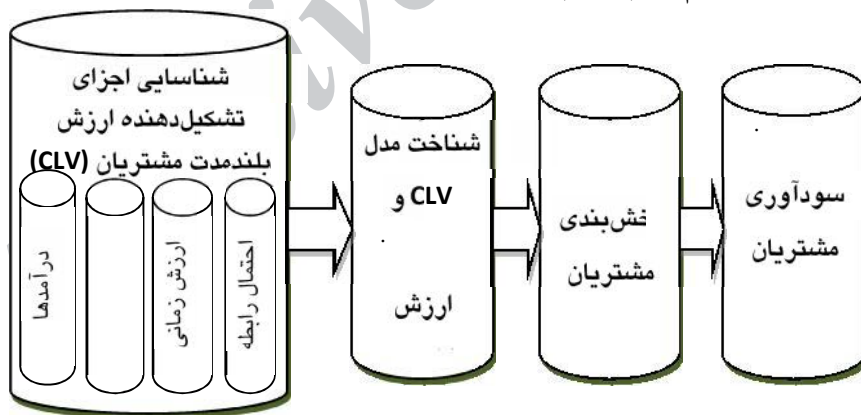 شناسایی اجزای
تشکیل‌دهنده ارزش
بلندمدت مشتریان (CLV)
احتمال رابطه
ارزش زمانی
درآمدها
شناخت مدل
CLV و
ارزش
خش‌بندی
مشتریان
سودآوری
مشتریان